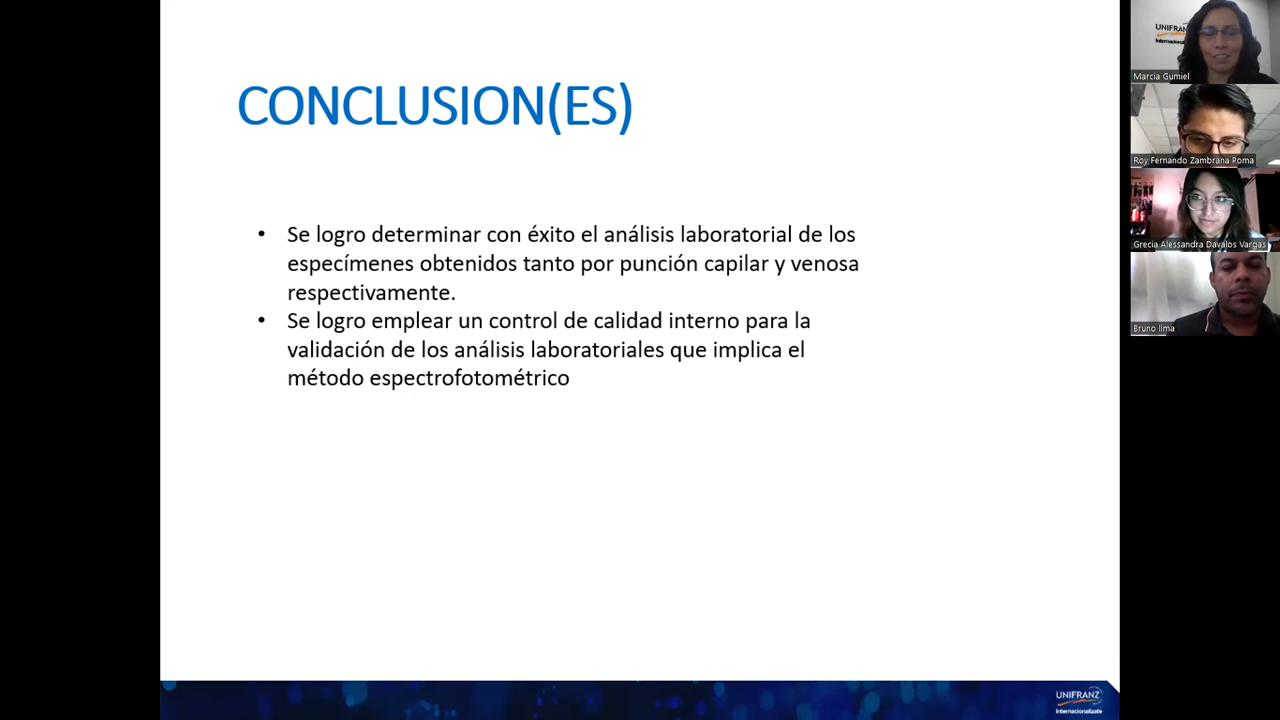 CONCLUSION(ES)
• Se logro determinar con éxito el análisis laboratorial de los
especímenes obtenidos tanto por punción capilar y venosa
respectivamente.
• Se logro emplear un control de calidad interno para la
validación de los análisis laboratoriales que implica el
método espectrofotométrico
UNIFRANZ
Internacionalízate
UNIFRANZ
Marcia Gumiel
Roy Fernando Zambrana Poma
Grecia Alessandra Davalos Vargas
Bruno lima